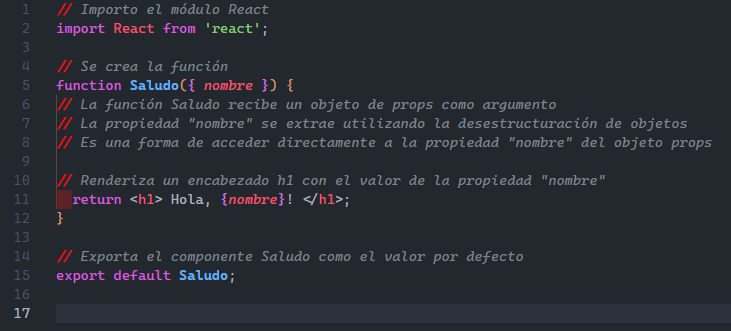 1 // Importo el módulo React
2 import React from 'react';
3
4 // Se crea la función
5 function Saludo({ nombre }) {
6 // La función Saludo recibe un objeto de props como argumento
7 // La propiedad "nombre" se extrae utilizando la desestructuración de objetos
8 // Es una forma de acceder directamente a la propiedad "nombre" del objeto props
9
10 // Renderiza un encabezado h1 con el valor de la propiedad "nombre"
11 return <h1> Hola, {nombre}! </h1>;
12 }
13
14 // Exporta el componente Saludo como el valor por defecto
15 export default Saludo;
16
17